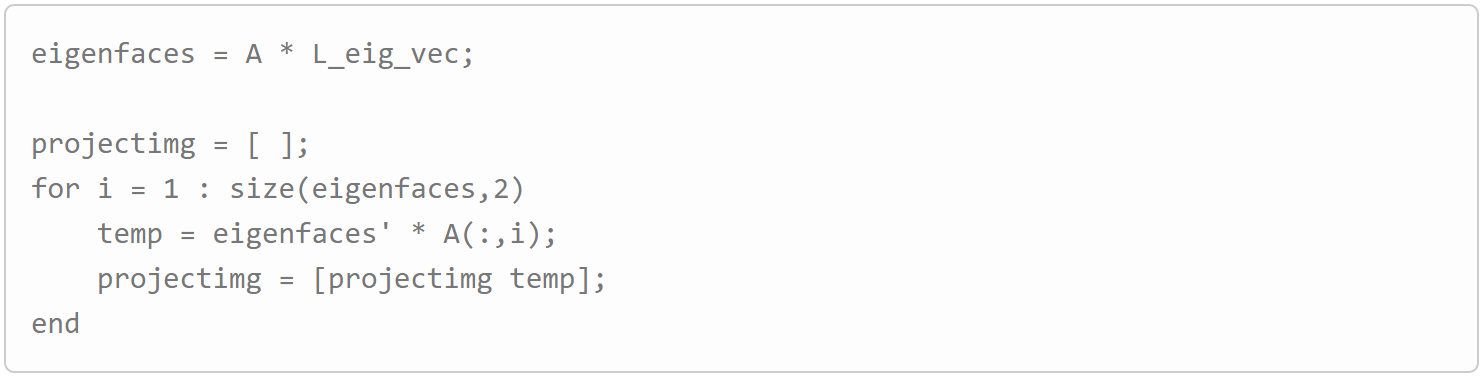 eigenfaces = A * L_eig_vec;
projectimg = [ ];
for i = 1 : size(eigenfaces,2)
    temp = eigenfaces' * A(:,i);
    projectimg = [projectimg temp];
end